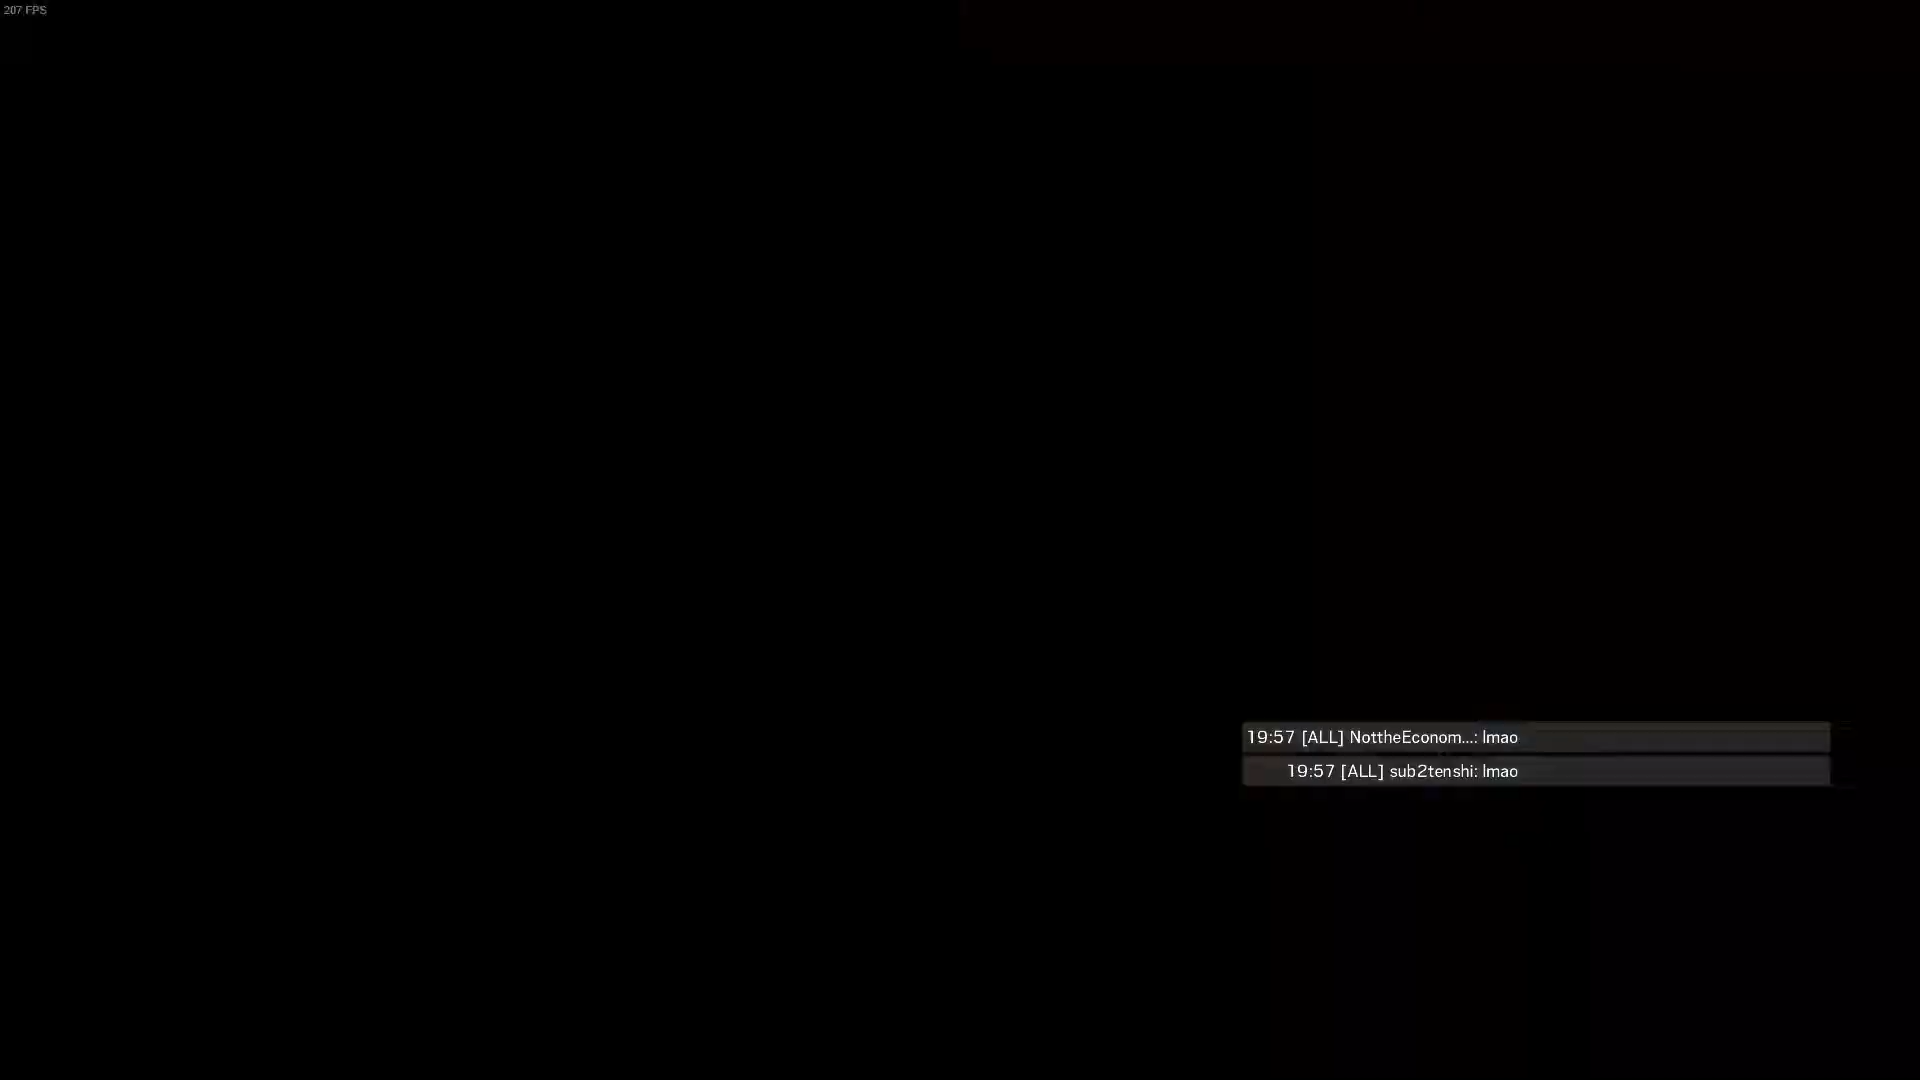 207 FPS
19:57 [ALL] NottheEconom...: lmao
19:57 [ALL] sub2tenshi: lmao